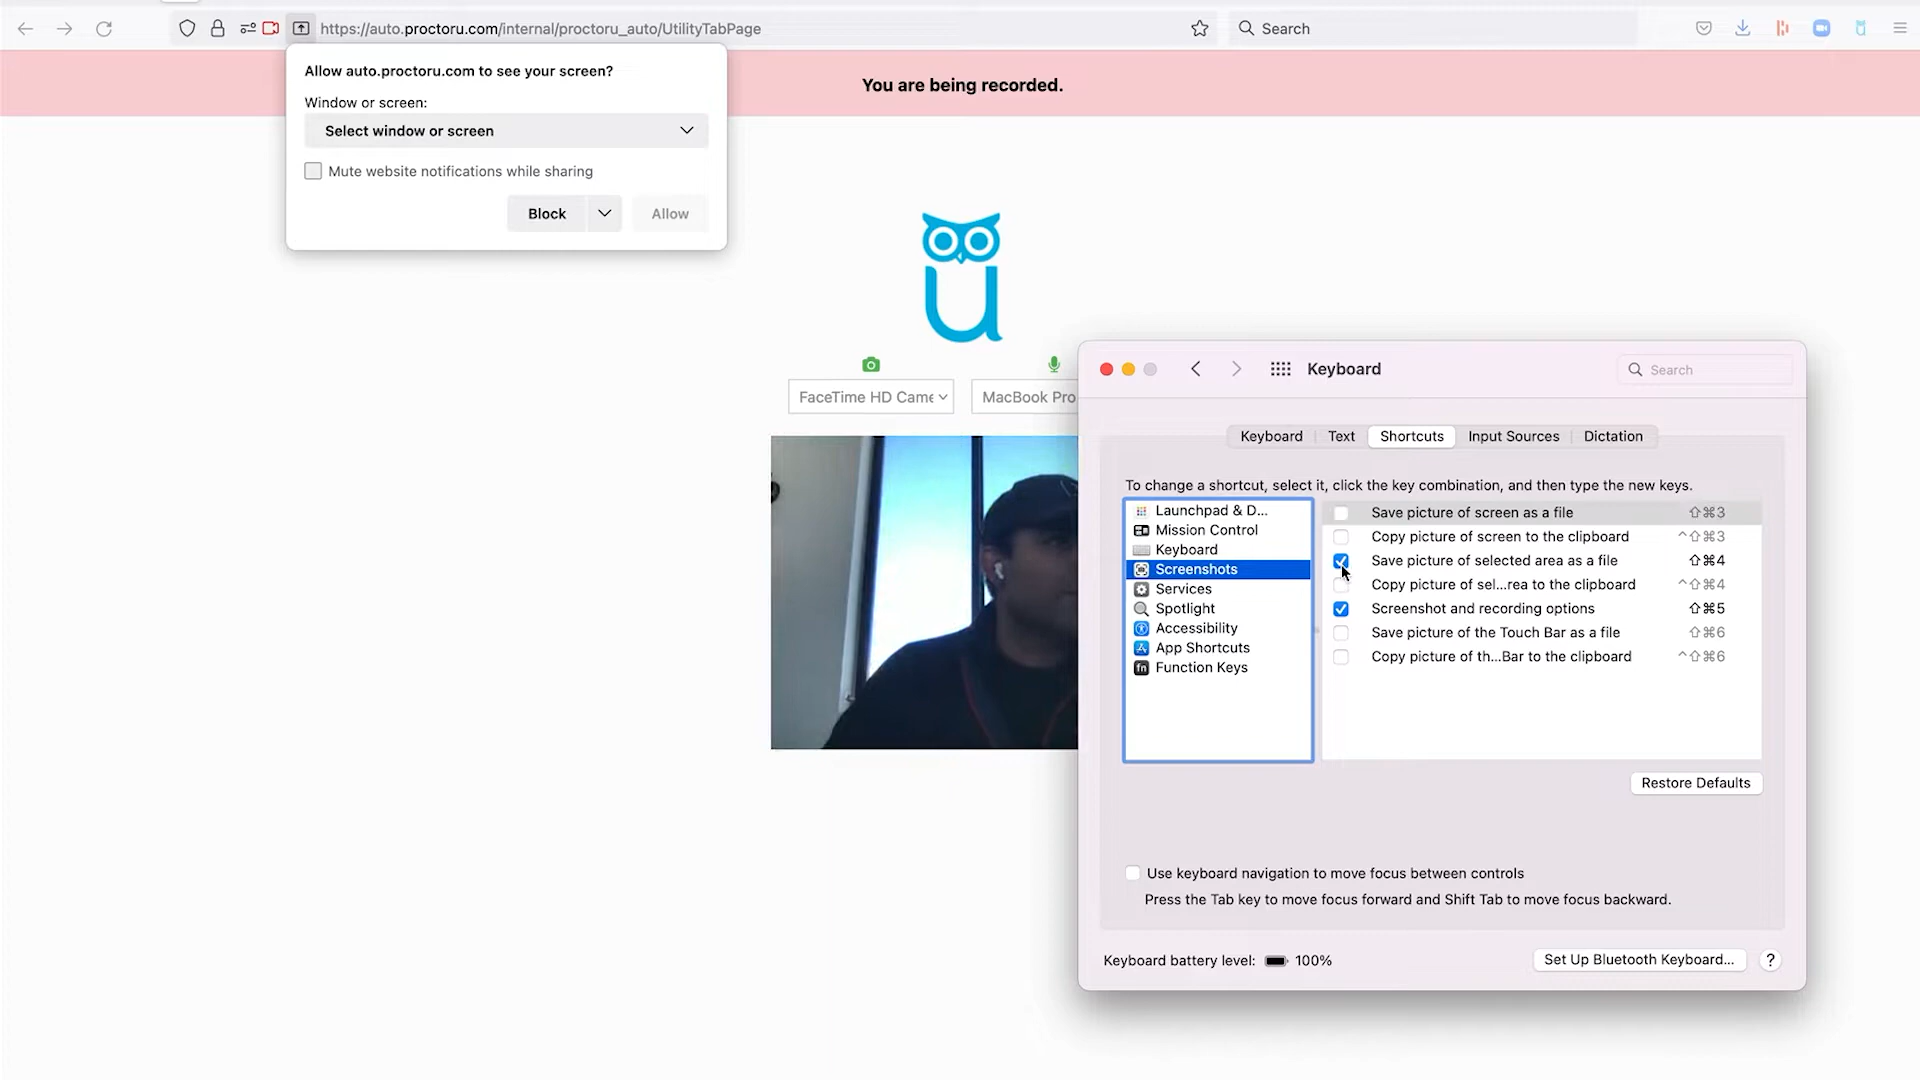 https://auto.proctoru.com/internal/proctoru_auto/UtilityTabPage
Search
Allow auto.proctoru.com to see your screen?
Window or screen:
Select window or screen
Mute website notifications while sharing
Block
Allow
You are being recorded.
u
FaceTime HD Came
MacBook Pro
Keyboard
Search
Keyboard
Text
Shortcuts
Input Sources
Dictation
To change a shortcut, select it, click the key combination, and then type the new keys.
Launchpad & D...
Mission Control
Keyboard
Screenshots
Services
Spotlight
Accessibility
App Shortcuts
fn Function Keys
Save picture of screen as a file ⇧⌘3
Copy picture of screen to the clipboard ^⇧⌘3
Save picture of selected area as a file ⇧⌘4
Copy picture of sel...rea to the clipboard ^⇧⌘4
Screenshot and recording options ⇧⌘5
Save picture of the Touch Bar as a file ⇧⌘6
Copy picture of th...Bar to the clipboard ^⇧⌘6
Restore Defaults
Use keyboard navigation to move focus between controls
Press the Tab key to move focus forward and Shift Tab to move focus backward.
Keyboard battery level: 100%
Set Up Bluetooth Keyboard...
?